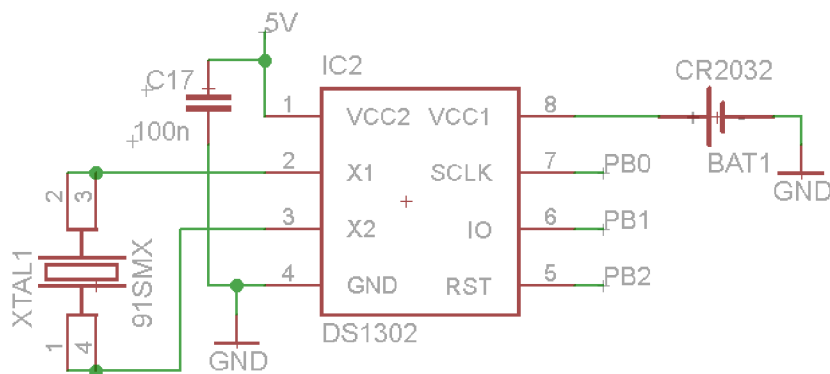 5V
C17
100n
IC2
CR2032
BAT1
GND
1 VCC2 VCC1 8
2 X1 SCLK 7 PB0
3 X2 IO 6 PB1
4 GND RST 5 PB2
DS1302
GND
2 3
XTAL1
91SMX
1 4